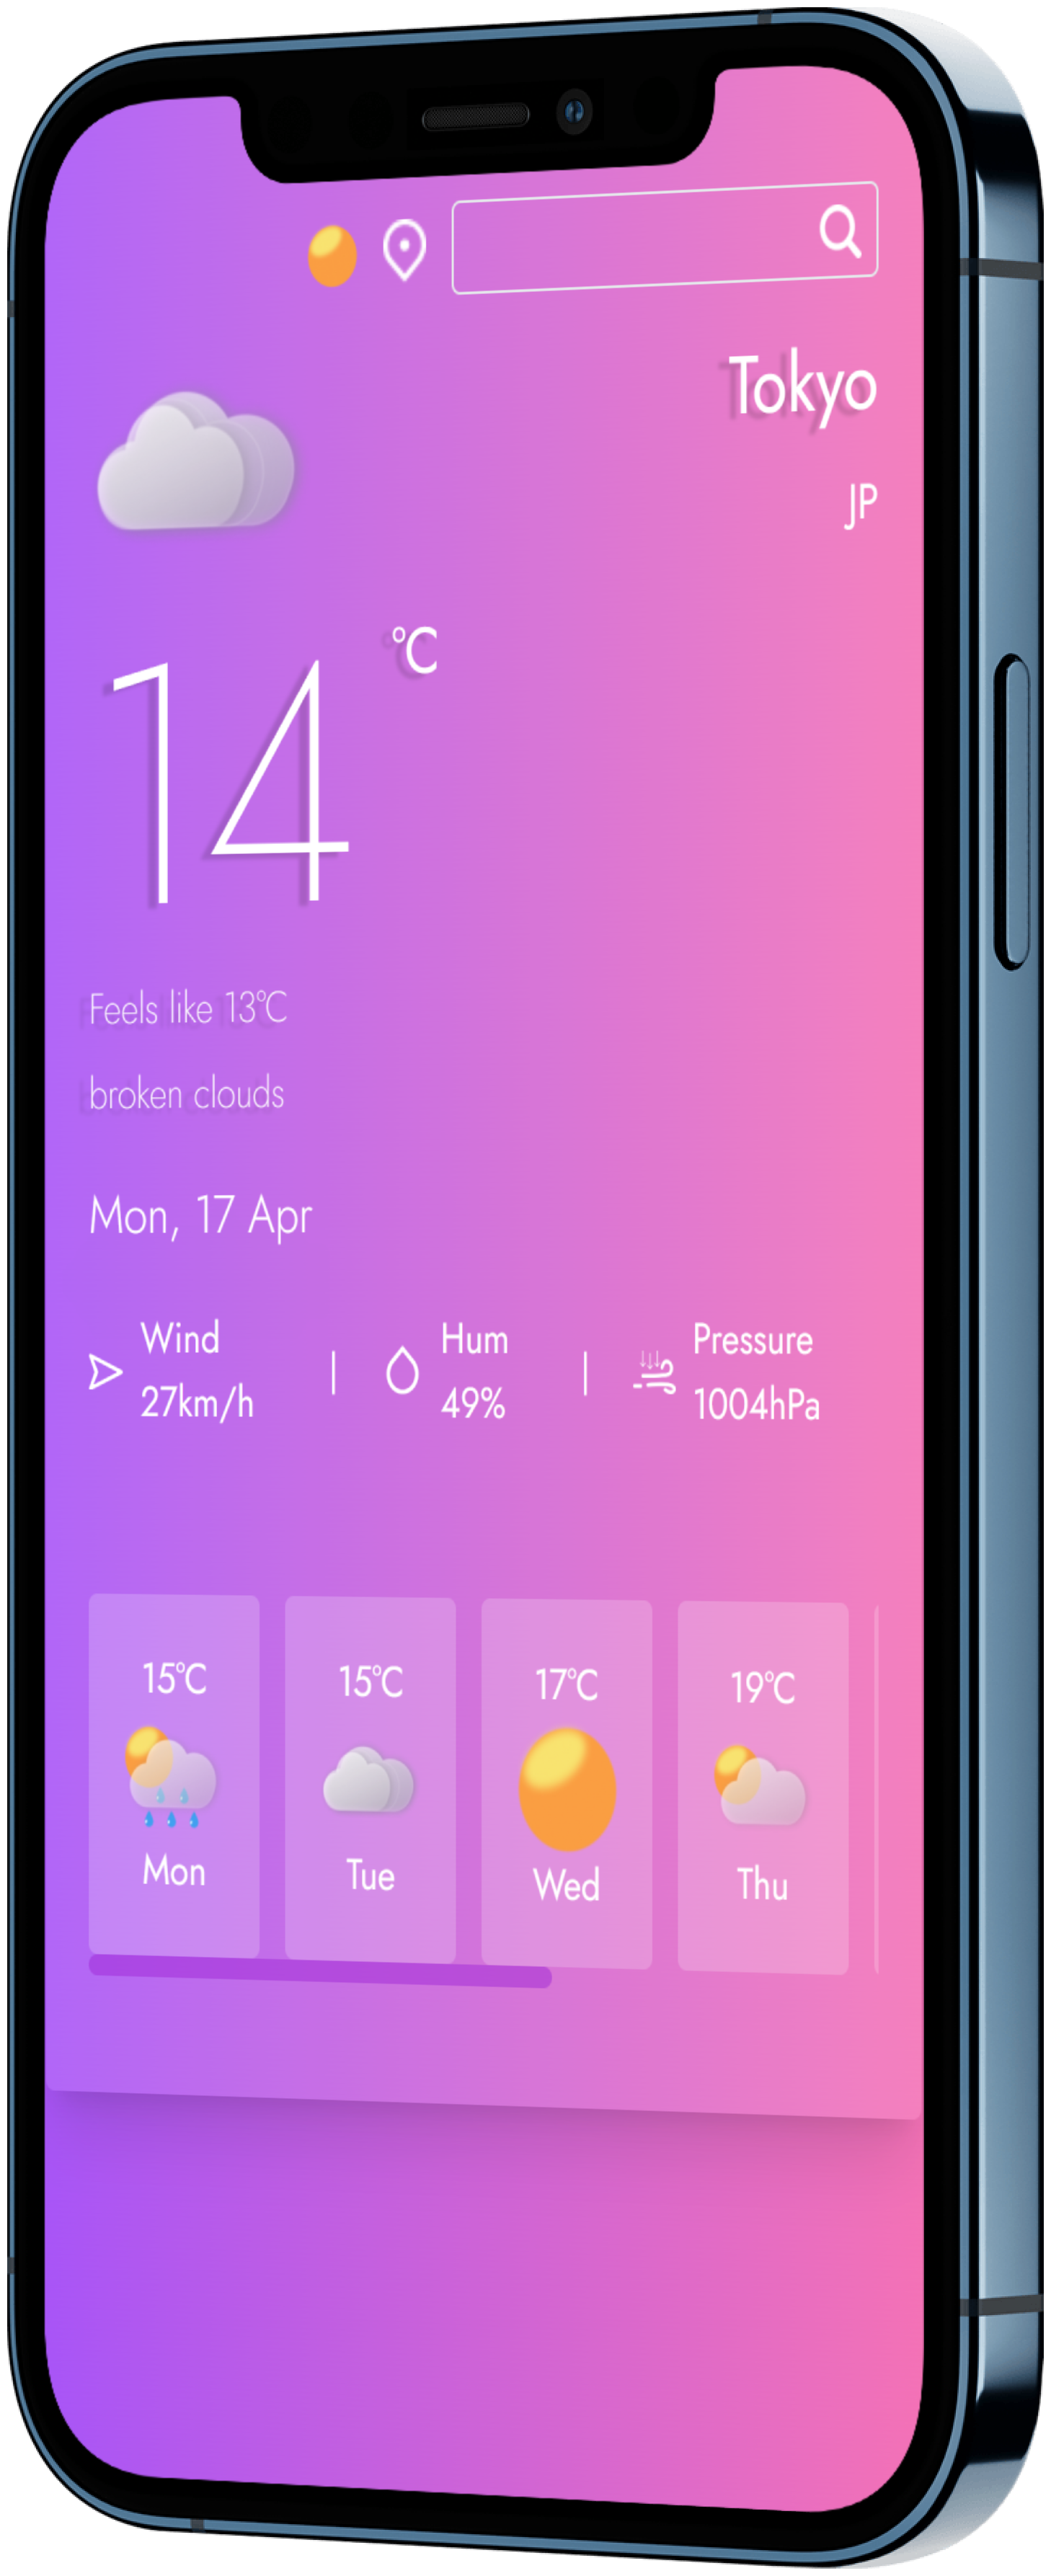 Tokyo
JP
14 °C
Feels like 13°C
broken clouds
Mon, 17 Apr
Wind
27km/h
|
Hum
49%
|
Pressure
1004hPa
15°C
Mon
15°C
Tue
17°C
Wed
19°C
Thu